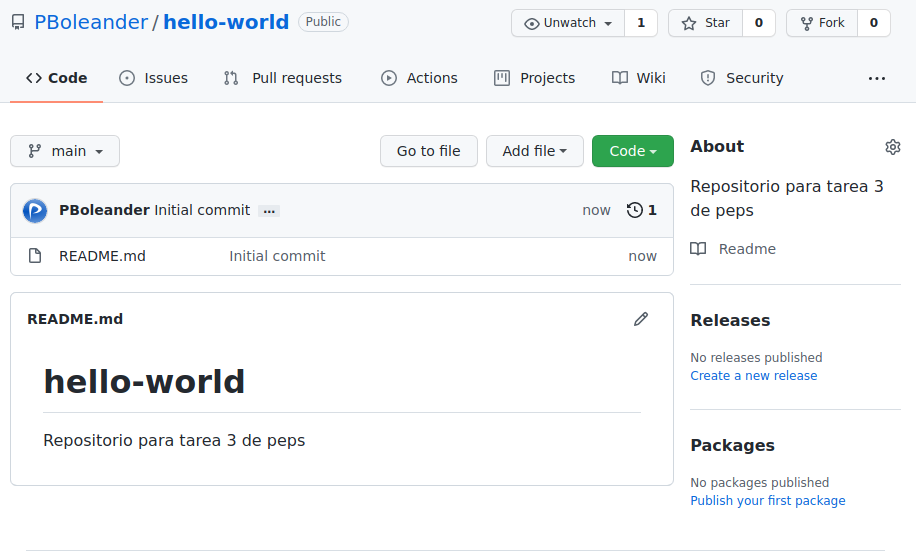 PBoleander / hello-world Public
Unwatch 1 Star 0 Fork 0
Code Issues Pull requests Actions Projects Wiki Security ...
main Go to file Add file Code
PBoleander Initial commit ... now 1
README.md Initial commit now
README.md
hello-world
Repositorio para tarea 3 de peps
About
Repositorio para tarea 3
de peps
Readme
Releases
No releases published
Create a new release
Packages
No packages published
Publish your first package